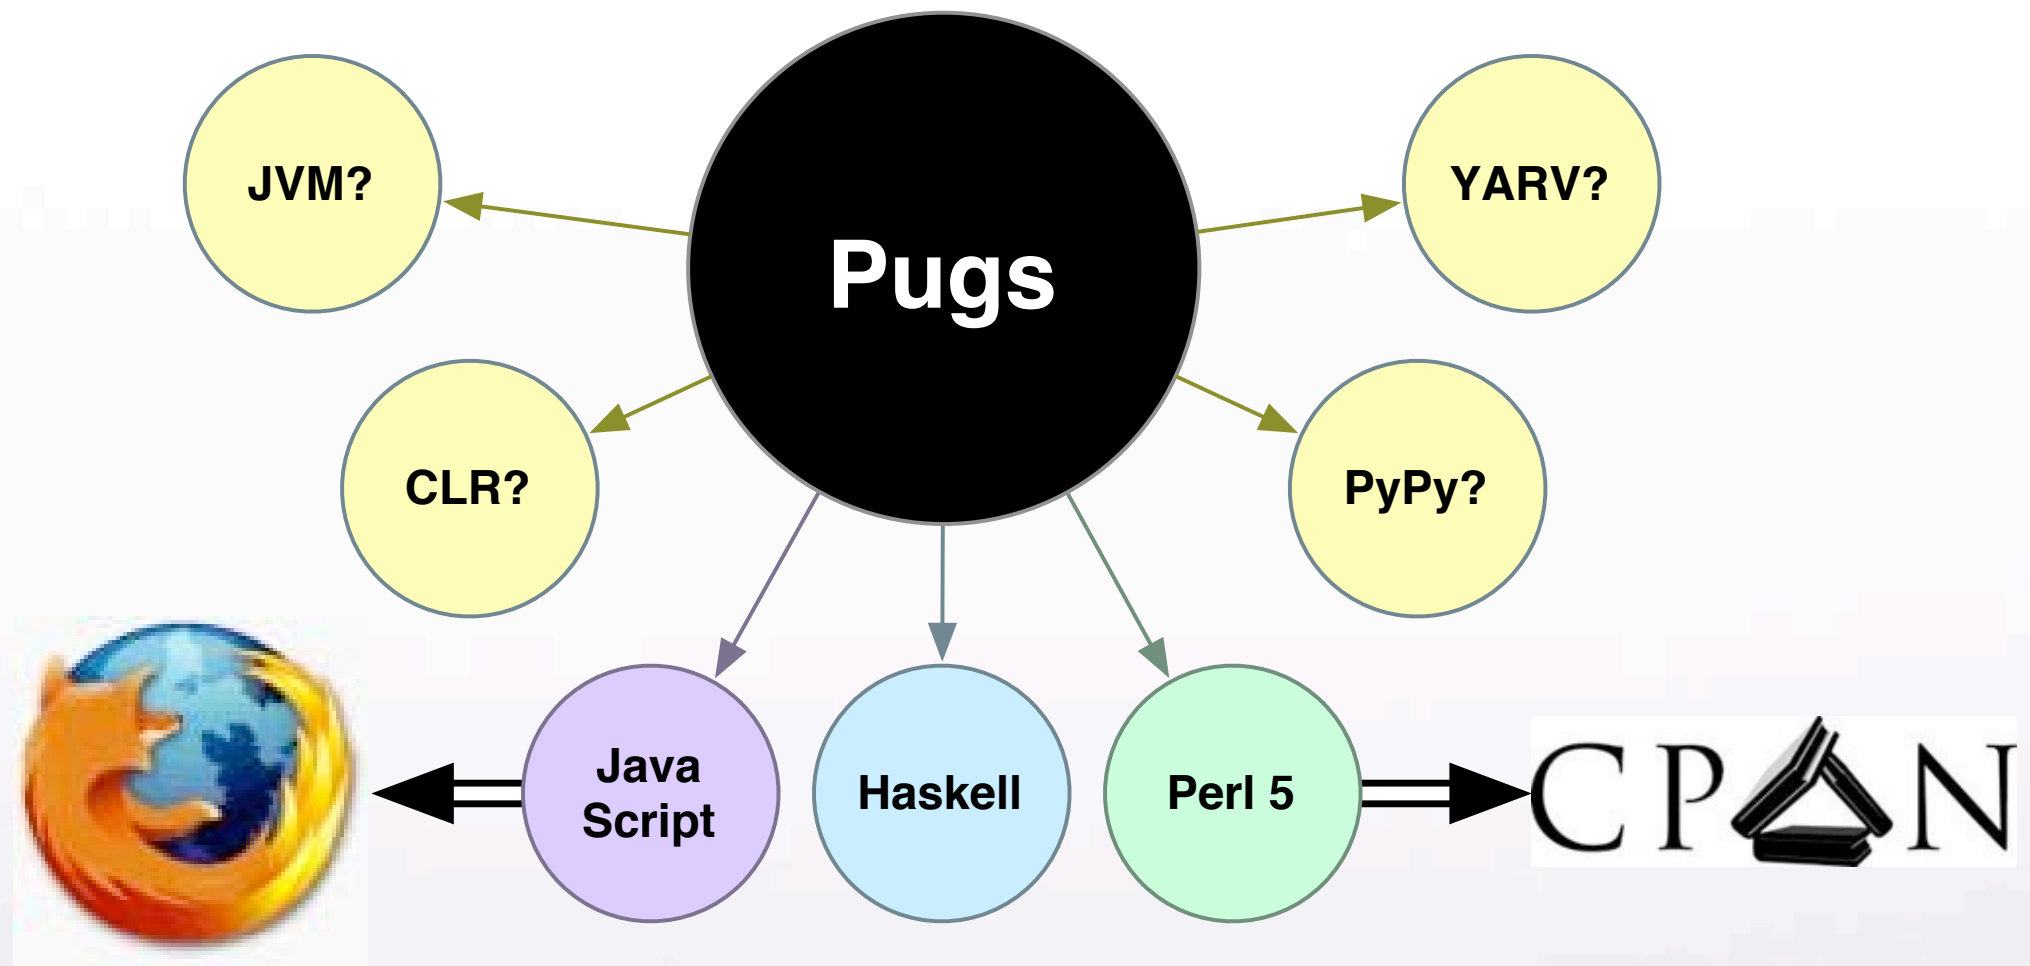 Pugs
JVM?
YARV?
CLR?
PyPy?
Java
Script
Haskell
Perl 5
CPAN